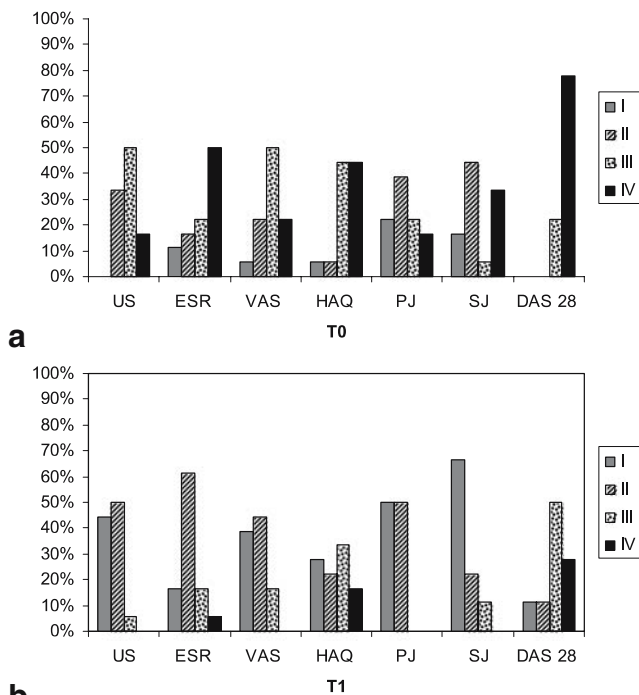 100%
90%
80%
70%
60%
50%
40%
30%
20%
10%
0%
US ESR VAS HAQ PJ SJ DAS 28
T0
I
II
III
IV
a
100%
90%
80%
70%
60%
50%
40%
30%
20%
10%
0%
US ESR VAS HAQ PJ SJ DAS 28
T1
I
II
III
IV
b